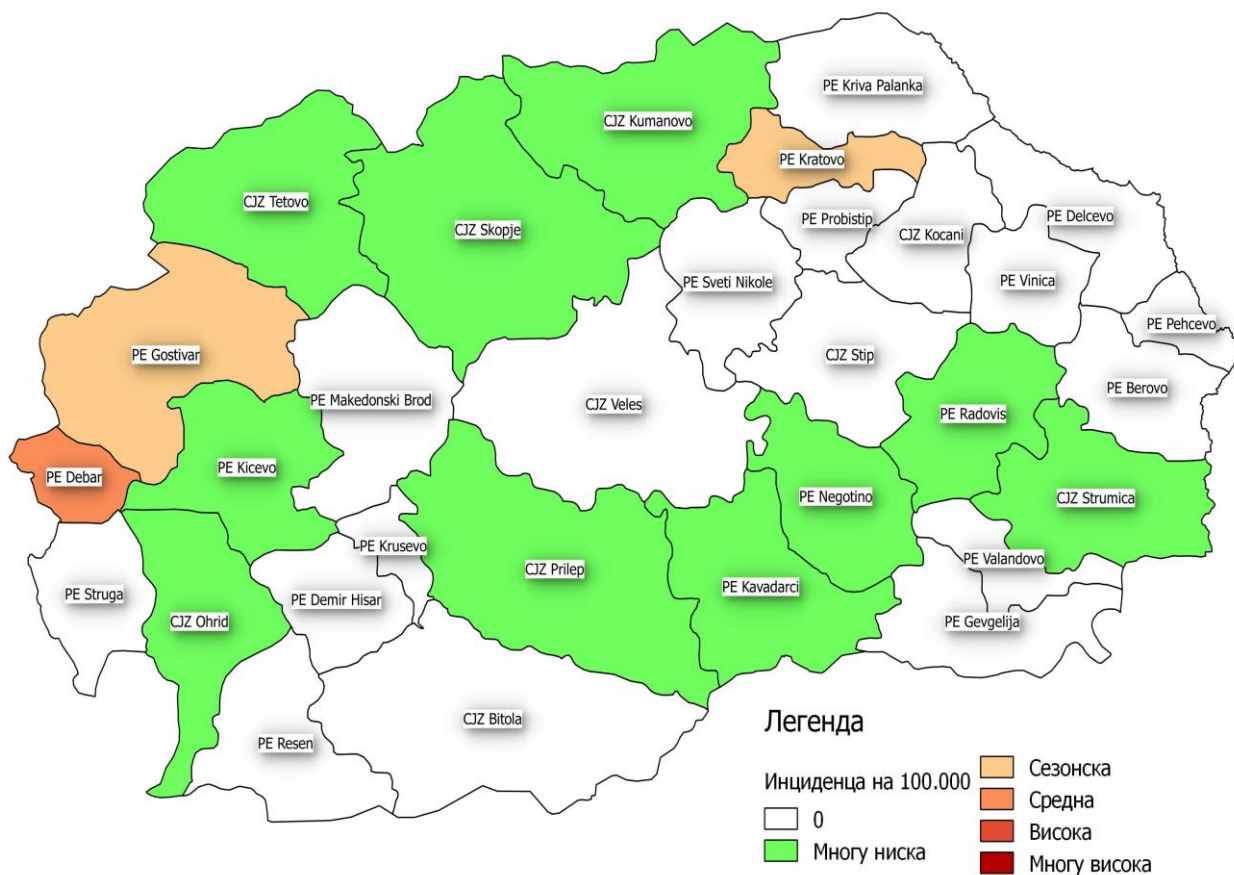 PE Kriva Palanka
CJZ Kumanovo
PE Kratovo
CJZ Tetovo
PE Probistip
PE Delcevo
CJZ Skopje
CJZ Kocani
PE Sveti Nikole
PE Vinica
PE Pehcevo
PE Gostivar
CJZ Stip
PE Berovo
PE Makedonski Brod
CJZ Veles
PE Radovis
PE Debar
PE Kicevo
PE Negotino
CJZ Strumica
PE Krusevo
PE Valandovo
CJZ Prilep
PE Kavadarci
PE Struga
PE Demir Hisar
CJZ Ohrid
PE Gevgelija
CJZ Bitola
PE Resen
Легенда
Инциденца на 100.000
0
Многу ниска
Сезонска
Средна
Висока
Многу висока